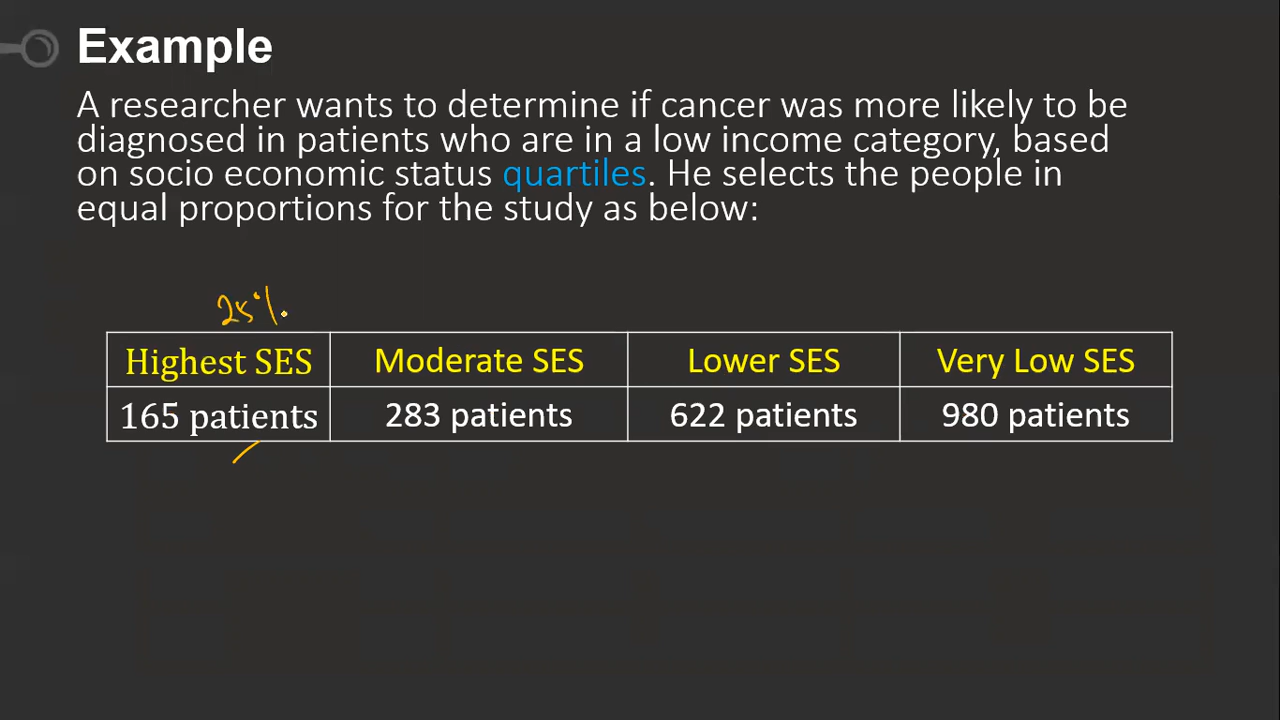 Example
A researcher wants to determine if cancer was more likely to be
diagnosed in patients who are in a low income category, based
on socio economic status quartiles. He selects the people in
equal proportions for the study as below:
25%
Highest SES Moderate SES Lower SES Very Low SES
165 patients 283 patients 622 patients 980 patients